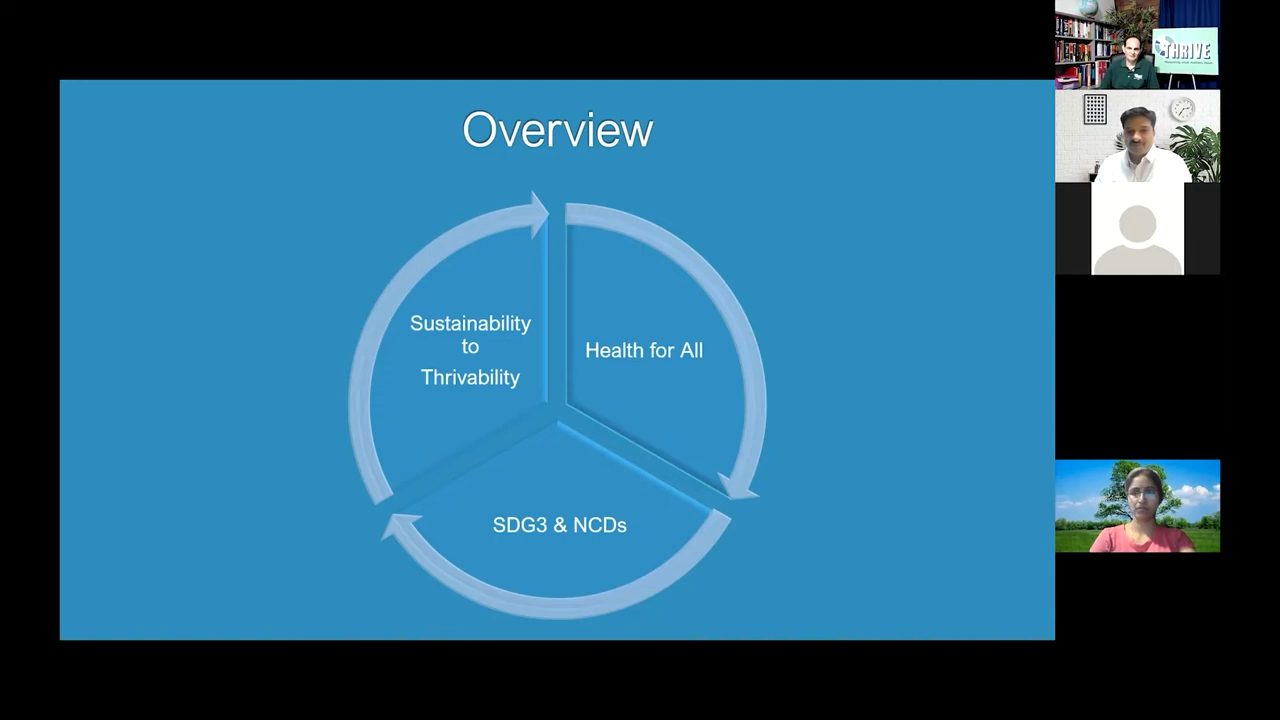 Overview
Sustainability
to
Thrivability
Health for All
SDG3 & NCDs
THRIVE